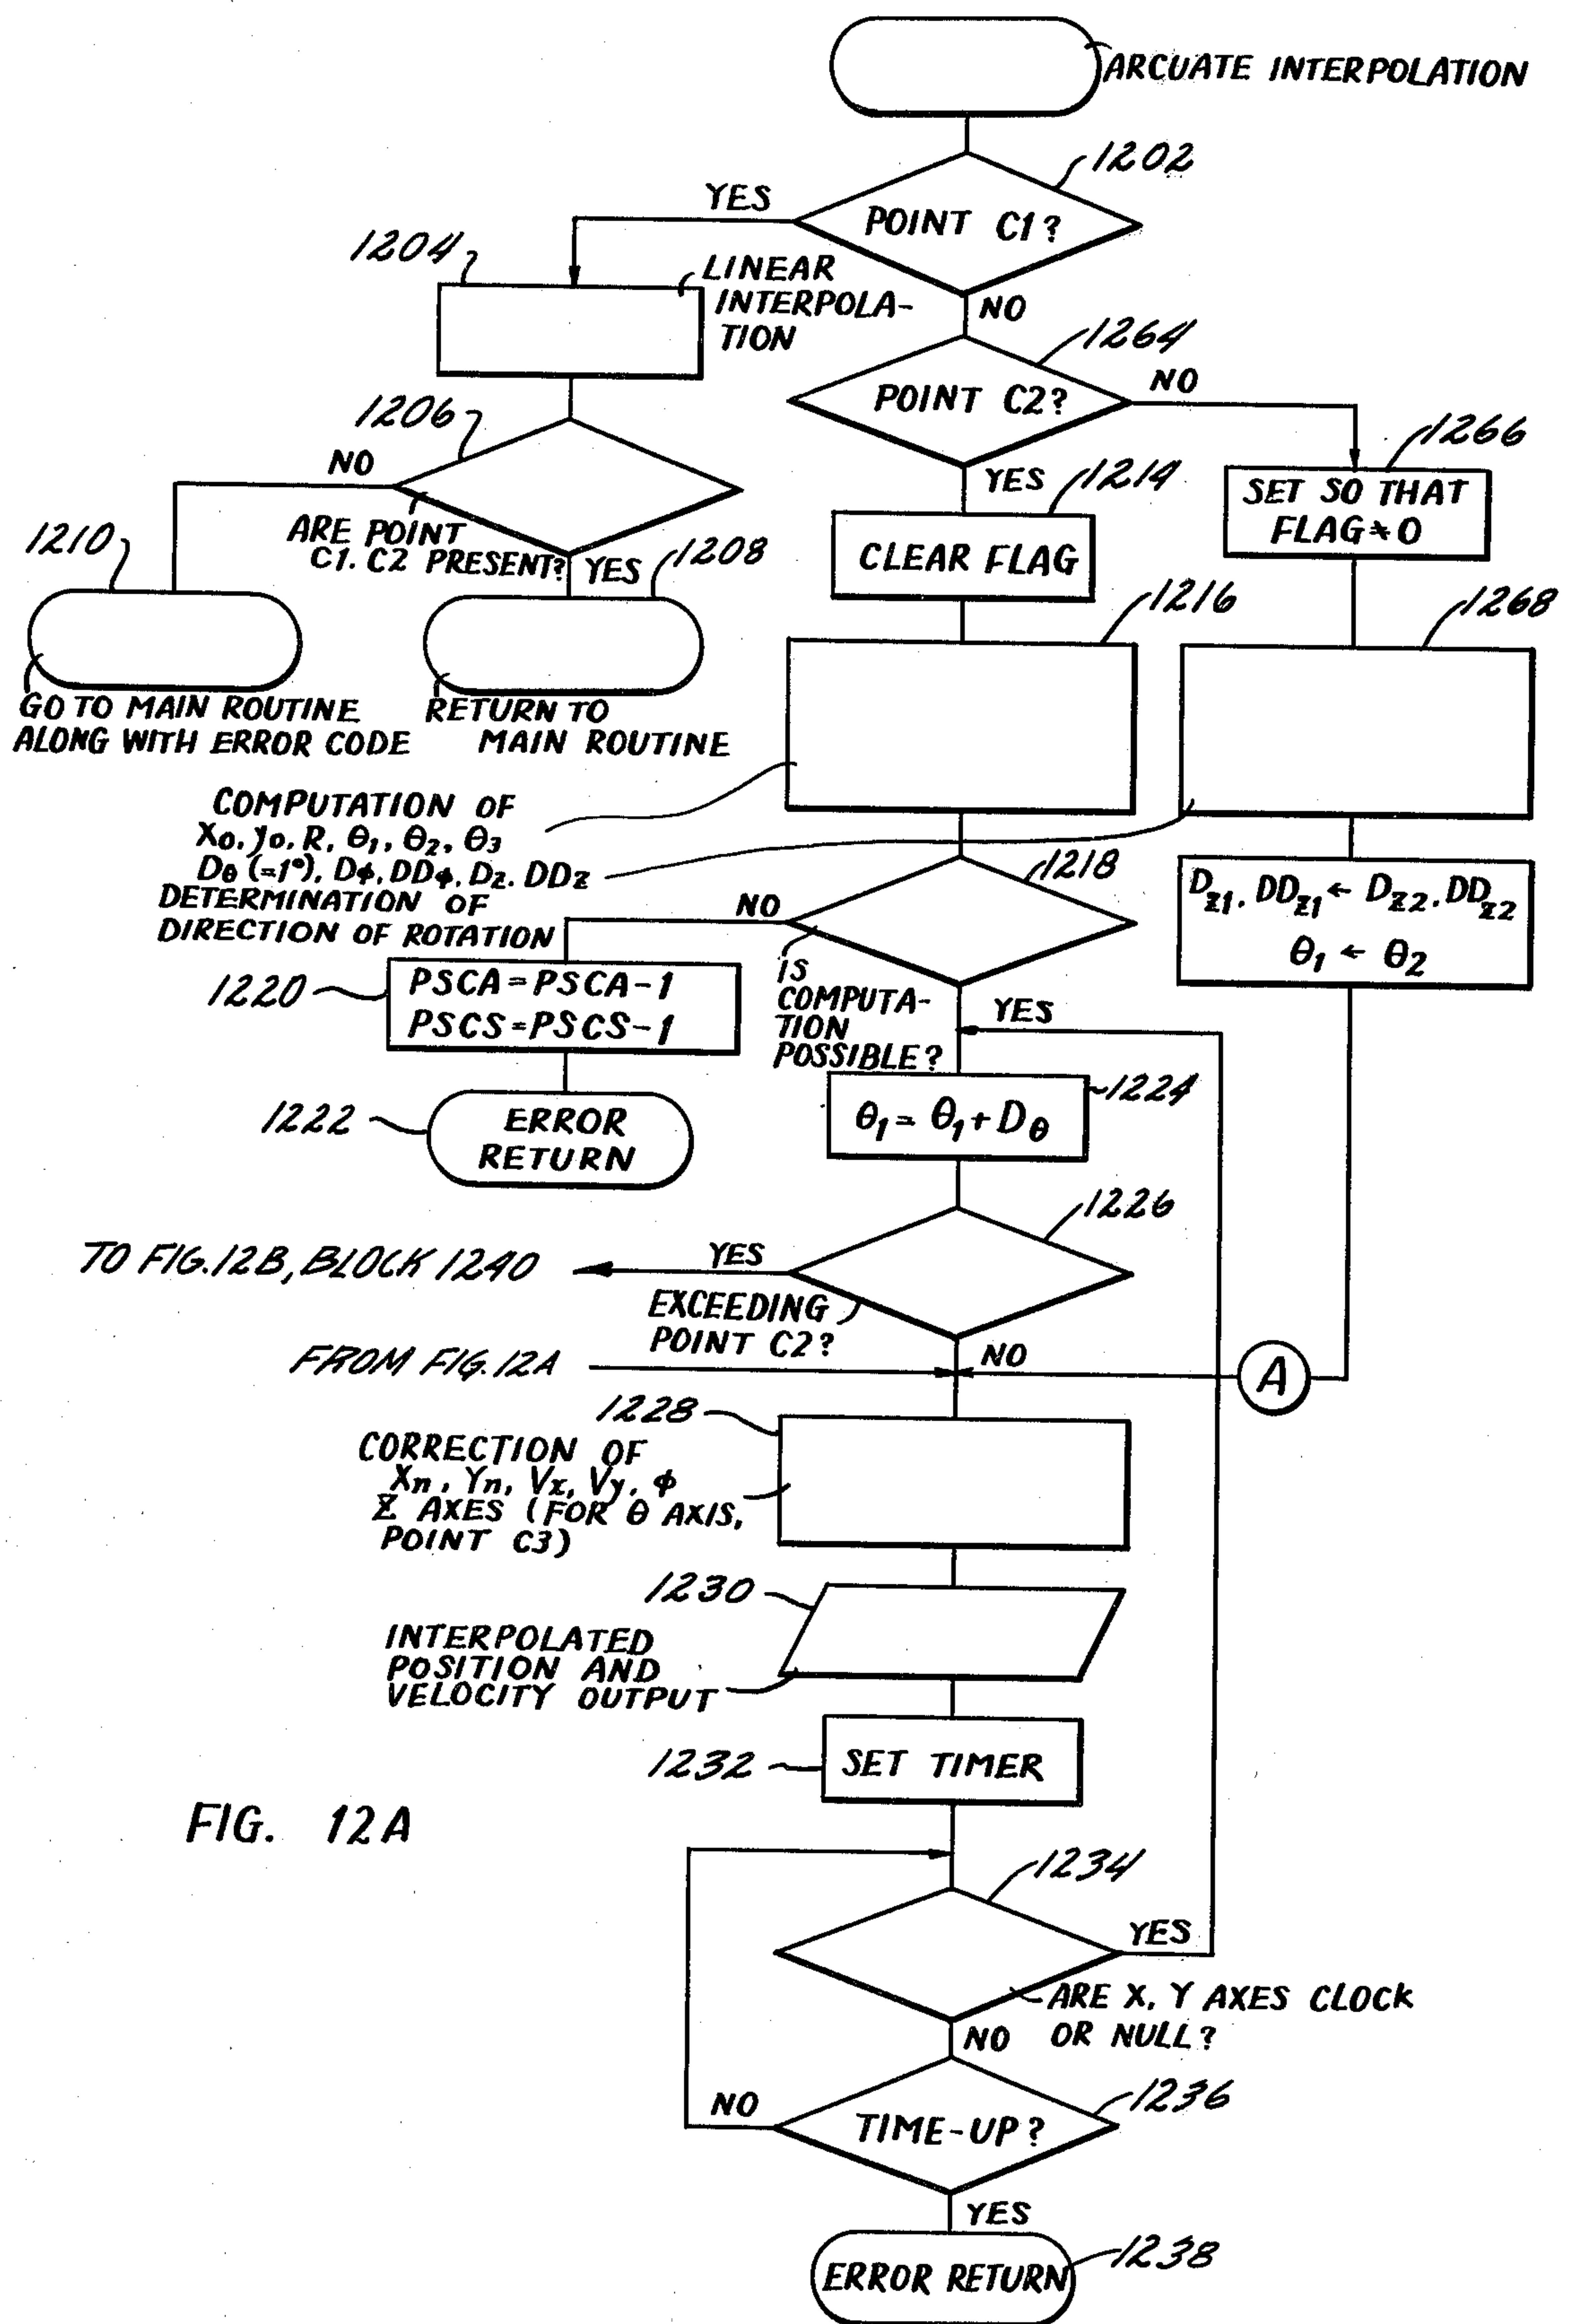 ARCUATE INTERPOLATION
1202
YES
POINT C1?
1204
LINEAR
INTERPOLA-
TION
NO
1264
POINT C2?
NO
1206
NO
1266
YES
1214
SET SO THAT
FLAG≠0
ARE POINT
C1. C2 PRESENT?
YES
1208
1210
CLEAR FLAG
1216
1268
GO TO MAIN ROUTINE
ALONG WITH ERROR CODE
RETURN TO
MAIN ROUTINE
COMPUTATION OF
X0, y0, R, θ1, θ2, θ3
Dθ (=1°), Dφ, DDφ, Dz. DDz
DETERMINATION OF
DIRECTION OF ROTATION
1218
NO
Dz1. DDz1 ← Dz2. DDz2
θ1 ← θ2
IS
COMPUTA-
TION
POSSIBLE?
1220
PSCA=PSCA-1
PSCS=PSCS-1
YES
1224
θ1= θ1+Dθ
1222
ERROR
RETURN
1226
TO FIG.12B, BLOCK 1240
YES
EXCEEDING
POINT C2?
FROM FIG.12A
NO
A
1228
CORRECTION OF
Xn, Yn, Vx, Vy. φ
Z AXES (FOR θ AXIS,
POINT C3)
1230
INTERPOLATED
POSITION AND
VELOCITY OUTPUT
1232
SET TIMER
FIG. 12A
1234
YES
ARE X, Y AXES CLOCK
OR NULL?
NO
NO
1236
TIME-UP?
YES
ERROR RETURN
1238